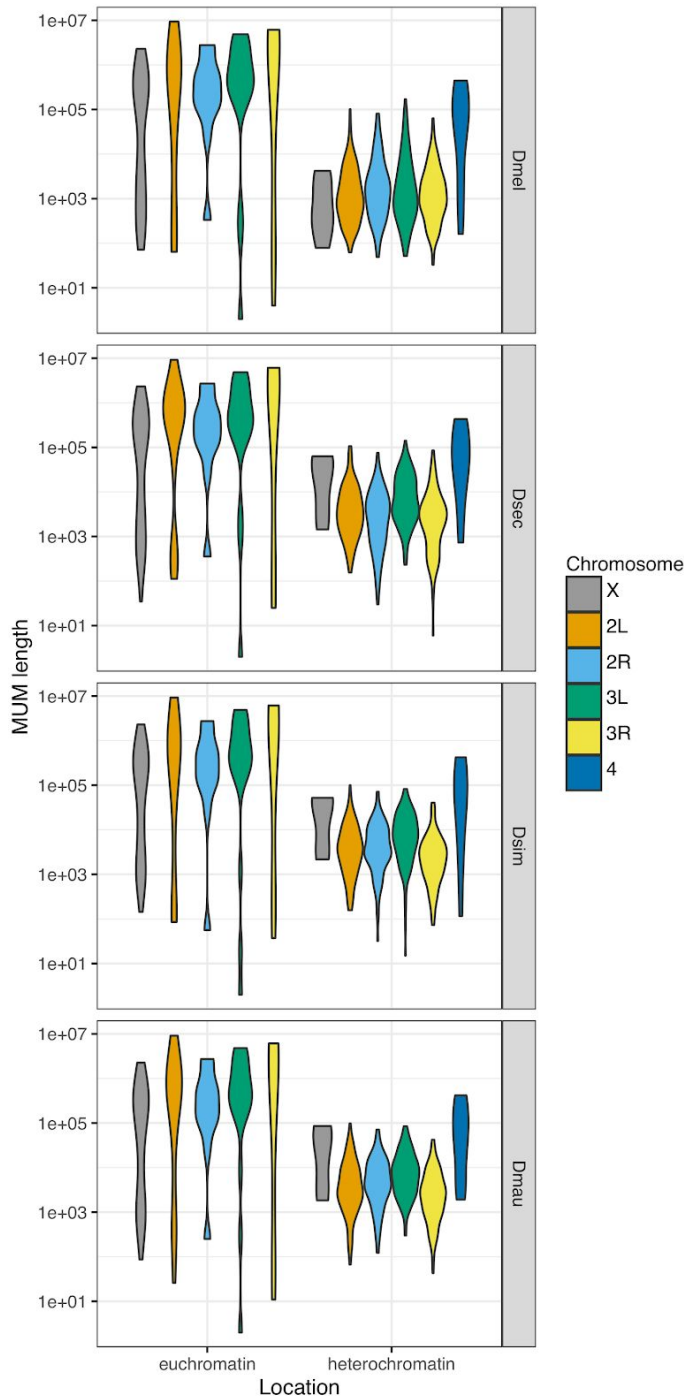 1e+07
1e+05
1e+03
1e+01
Dmel
1e+07
1e+05
1e+03
1e+01
Dsec
1e+07
1e+05
1e+03
1e+01
Dsim
1e+07
1e+05
1e+03
1e+01
Dmau
MUM length
euchromatin heterochromatin
Location
Chromosome
X
2L
2R
3L
3R
4